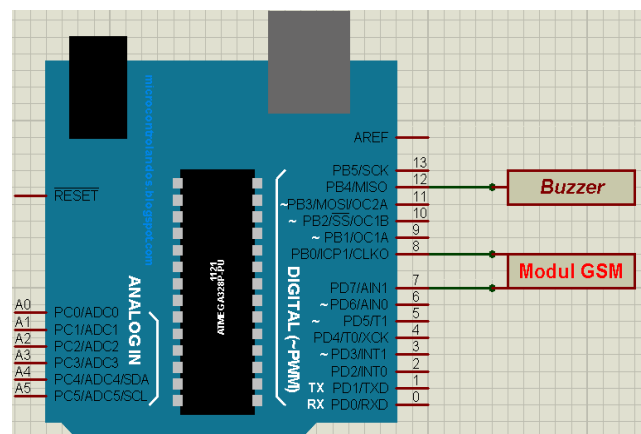 microcontrolandos.blogspot.com
RESET
A0 PC0/ADC0
A1 PC1/ADC1
A2 PC2/ADC2
A3 PC3/ADC3
A4 PC4/ADC4/SDA
A5 PC5/ADC5/SCL
ANALOG IN
1121
ATMEGA328P-PU
DIGITAL (~PWM)
AREF
PB5/SCK 13
PB4/MISO 12
~PB3/MOSI/OC2A 11
~ PB2/SS/OC1B 10
~ PB1/OC1A 9
PB0/ICP1/CLKO 8
PD7/AIN1 7
~ PD6/AIN0 6
~ PD5/T1 5
PD4/T0/XCK 4
~ PD3/INT1 3
PD2/INT0 2
TX PD1/TXD 1
RX PD0/RXD 0
Buzzer
Modul GSM